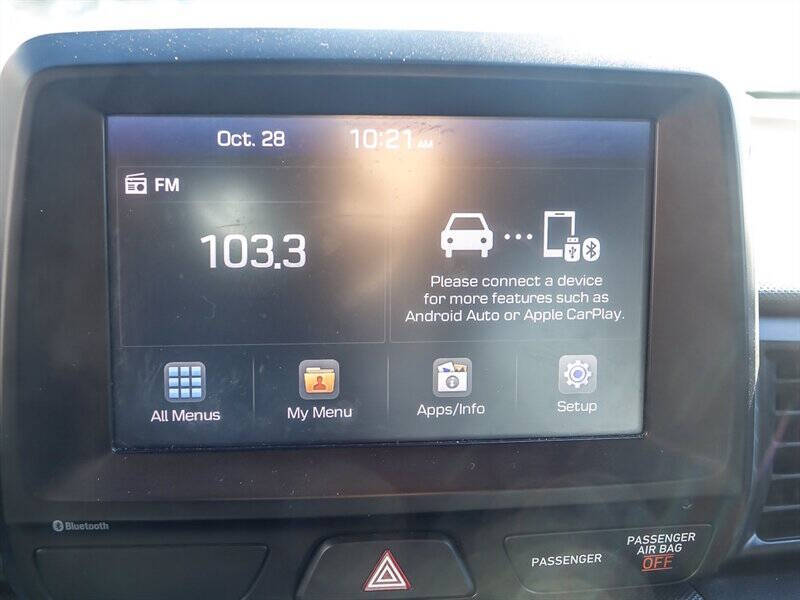 Oct. 28
10:21 AM
FM
103.3
Please connect a device
for more features such as
Android Auto or Apple CarPlay.
All Menus
My Menu
Apps/Info
Setup
Bluetooth
PASSENGER
PASSENGER
AIR BAG
OFF